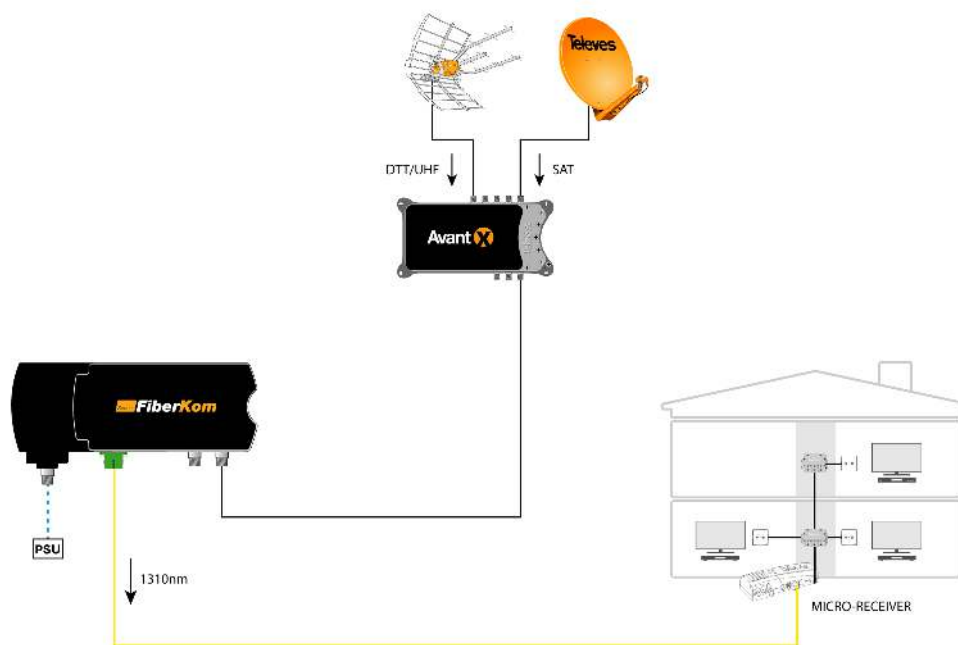 Televes
DTT/UHF
SAT
Avant X
FiberKom
PSU
1310nm
MICRO-RECEIVER